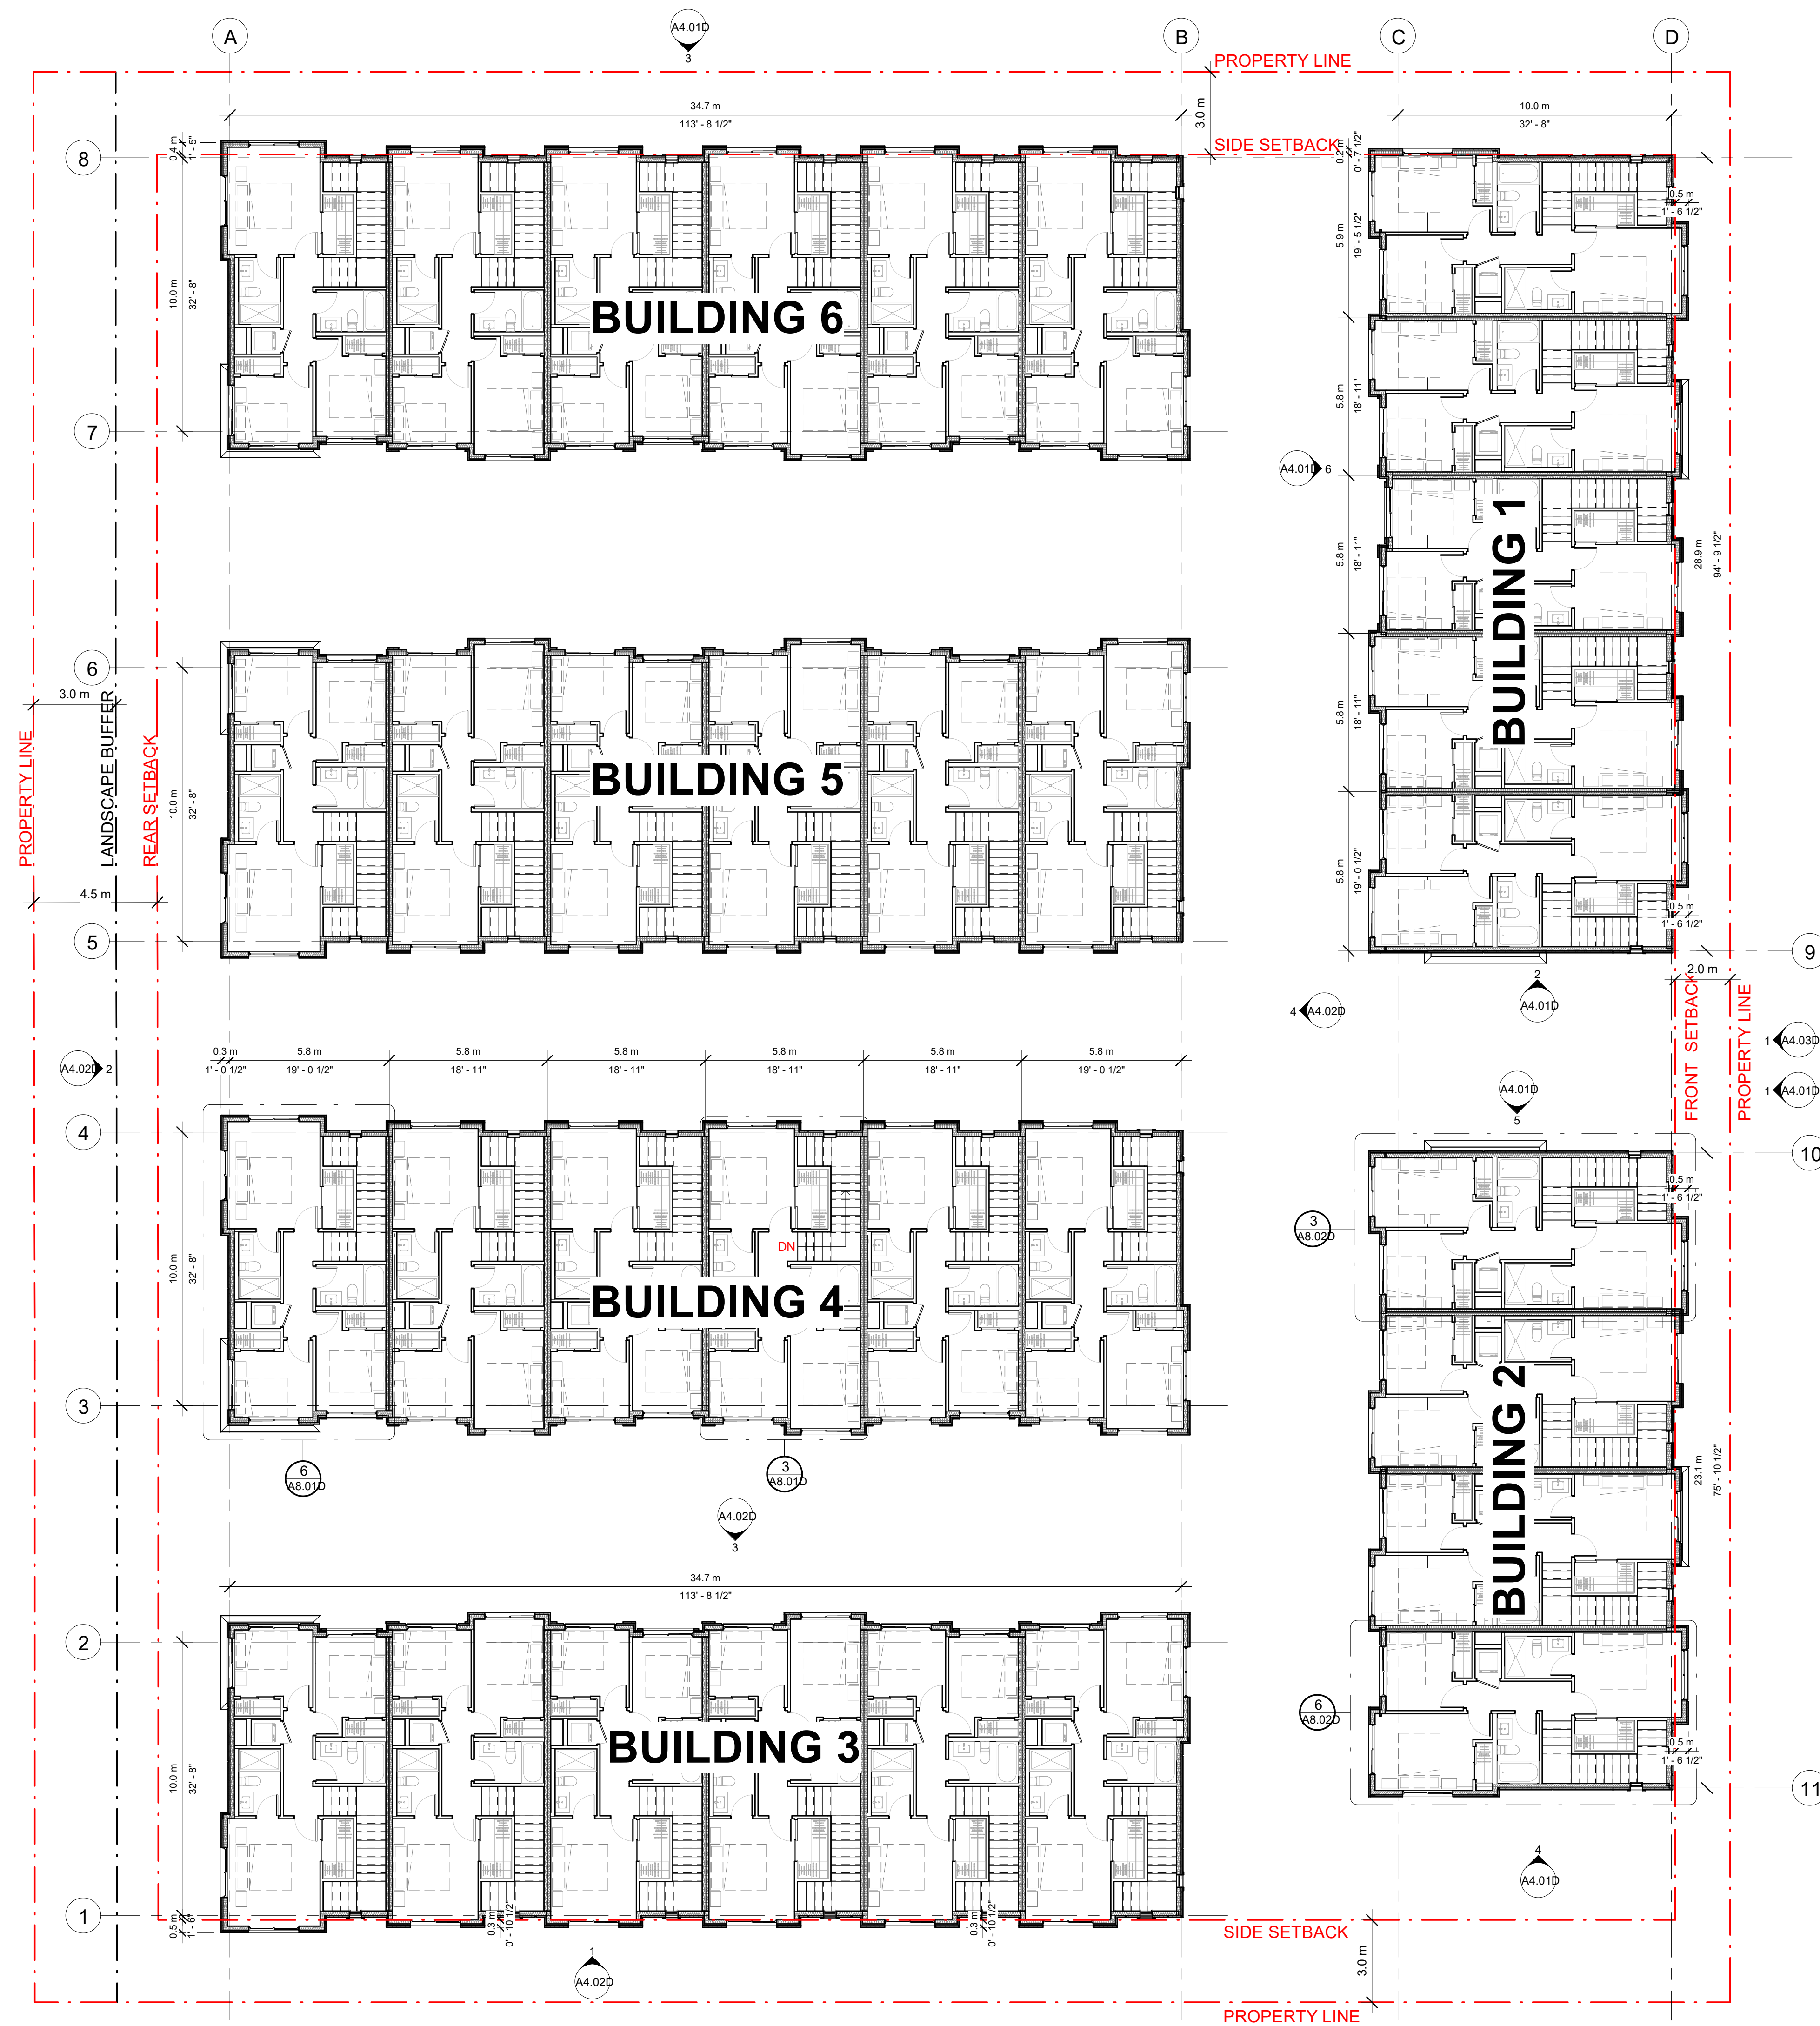 A4.01D
3
A
B
C
D
PROPERTY LINE
34.7 m
113' - 8 1/2"
3.0 m
10.0 m
32' - 8"
8
0.4 m
1' - 5"
SIDE SETBACK
0.2 m
0' - 7 1/2"
0.5 m
1' - 6 1/2"
5.9 m
19' - 5 1/2"
10.0 m
32' - 8"
BUILDING 6
7
5.8 m
18' - 11"
A4.01D
6
BUILDING 1
5.8 m
18' - 11"
28.9 m
94' - 9 1/2"
6
3.0 m
PROPERTY LINE
LANDSCAPE BUFFER
REAR SETBACK
10.0 m
32' - 8"
BUILDING 5
5.8 m
18' - 11"
5.8 m
19' - 0 1/2"
4.5 m
5
0.5 m
1' - 6 1/2"
9
2.0 m
2
A4.01D
4
A4.02D
FRONT SETBACK
PROPERTY LINE
1
A4.03D
1
A4.01D
A4.02D
2
0.3 m
1' - 0 1/2"
5.8 m
19' - 0 1/2"
5.8 m
18' - 11"
5.8 m
18' - 11"
5.8 m
18' - 11"
5.8 m
18' - 11"
5.8 m
19' - 0 1/2"
A4.01D
5
4
10
0.5 m
1' - 6 1/2"
3
A8.02D
DN
10.0 m
32' - 8"
BUILDING 4
3
6
A8.01D
3
A8.01D
A4.02D
3
BUILDING 2
23.1 m
75' - 10 1/2"
34.7 m
113' - 8 1/2"
2
6
A8.02D
BUILDING 3
10.0 m
32' - 8"
0.5 m
1' - 6 1/2"
11
1
0.5 m
1' - 6"
0.3 m
0' - 10 1/2"
0.3 m
0' - 10 1/2"
4
A4.01D
SIDE SETBACK
1
A4.02D
3.0 m
PROPERTY LINE